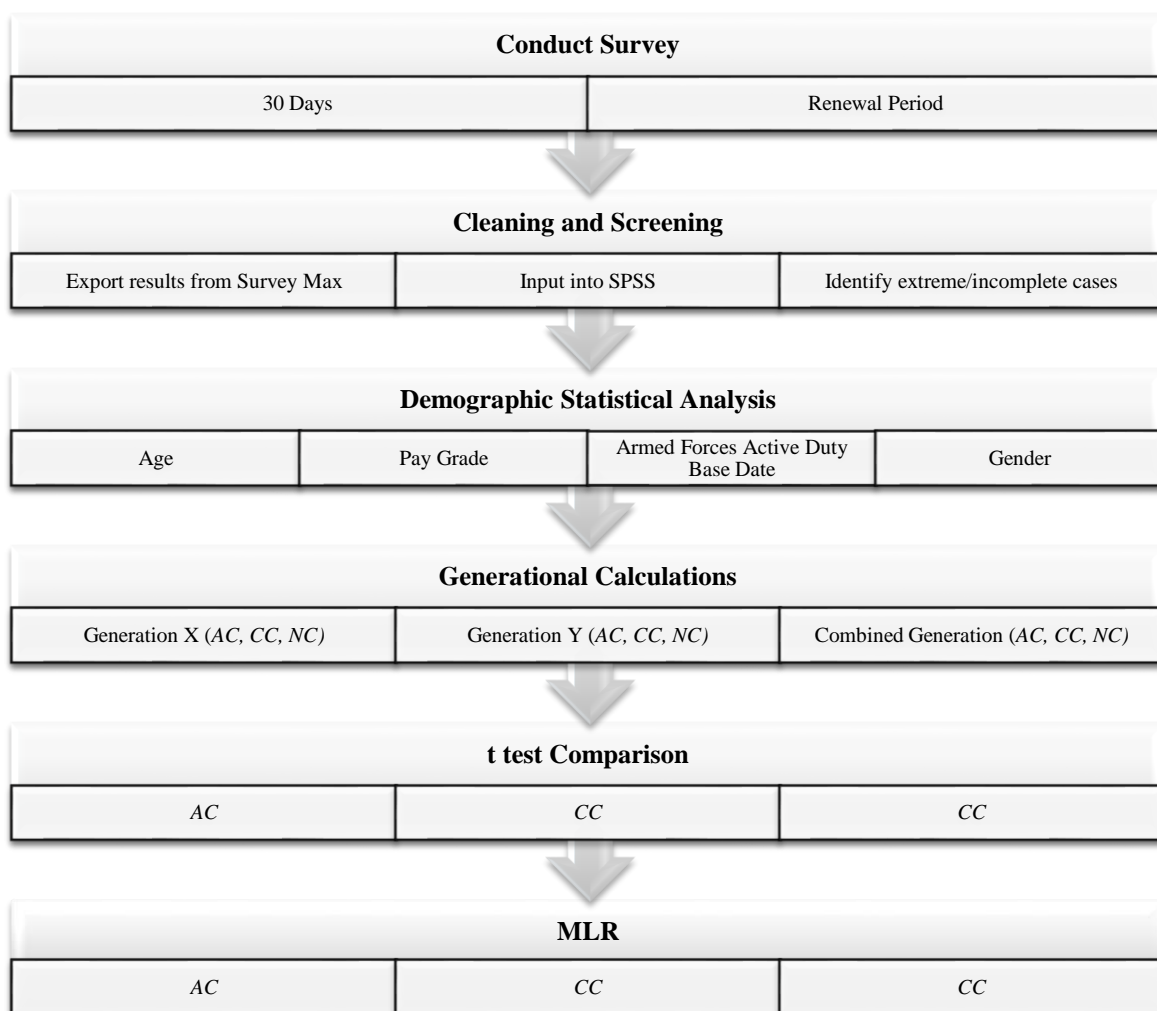 Conduct Survey
30 Days
Renewal Period
Cleaning and Screening
Export results from Survey Max
Input into SPSS
Identify extreme/incomplete cases
Demographic Statistical Analysis
Age
Pay Grade
Armed Forces Active Duty
Base Date
Gender
Generational Calculations
Generation X (AC, CC, NC)
Generation Y (AC, CC, NC)
Combined Generation (AC, CC, NC)
t test Comparison
AC
CC
CC
MLR
AC
CC
CC